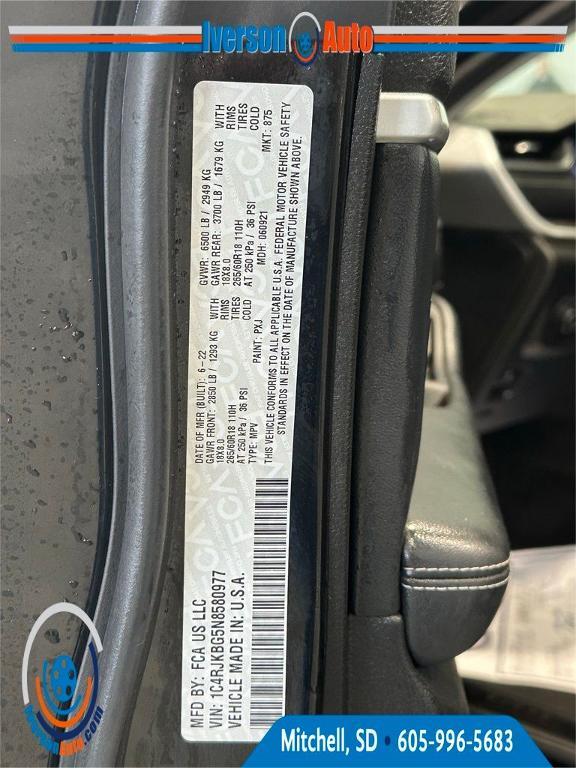 Iverson Auto
MFD BY: FCA US LLC
VIN: 1C4RJKBG5N8580977
VEHICLE MADE IN: U.S.A.
DATE OF MFR (BUILT): 6-22 GVWR: 6500 LB / 2949 KG
GAWR FRONT: 2850 LB / 1293 KG WITH GAWR REAR: 3700 LB / 1679 KG WITH
18X8.0 RIMS 18X8.0 RIMS
265/60R18 110H TIRES 265/60R18 110H TIRES
AT 250 kPa / 36 PSI COLD AT 250 kPa / 36 PSI COLD
TYPE: MPV PAINT: PXJ MDH: 060921 MKT: 875
THIS VEHICLE CONFORMS TO ALL APPLICABLE U.S.A. FEDERAL MOTOR VEHICLE SAFETY
STANDARDS IN EFFECT ON THE DATE OF MANUFACTURE SHOWN ABOVE.
Iverson
Auto
Mitchell, SD • 605-996-5683